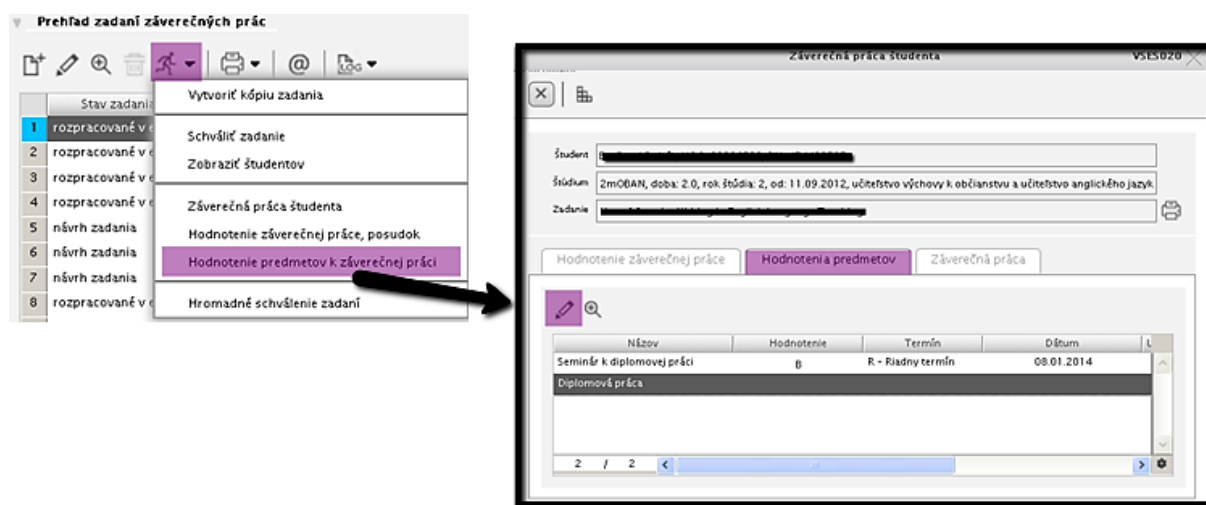 Prehľad zadaní záverečných prác
@
LOG
Stav zadania
1 rozpracované v
2 rozpracované v
3 rozpracované v
4 rozpracované v
5 návrh zadania
6 návrh zadania
7 návrh zadania
8 rozpracované v
Vytvoriť kópiu zadania
Schváliť zadanie
Zobraziť študentov
Záverečná práca študenta
Hodnotenie záverečnej práce, posudok
Hodnotenie predmetov k záverečnej práci
Hromadné schválenie zadaní
Záverečná práca študenta VSES020
Študent
Štúdium 2mOBAN, doba: 2.0, rok štúdia: 2, od: 11.09.2012, učiteľstvo výchovy k občianstvu a učiteľstvo anglického jazyk
Zadanie
Hodnotenie záverečnej práce Hodnotenia predmetov Záverečná práca
Názov Hodnotenie Termín Dátum
Seminár k diplomovej práci B R - Riadny termín 08.01.2014
Diplomová práca
2 / 2